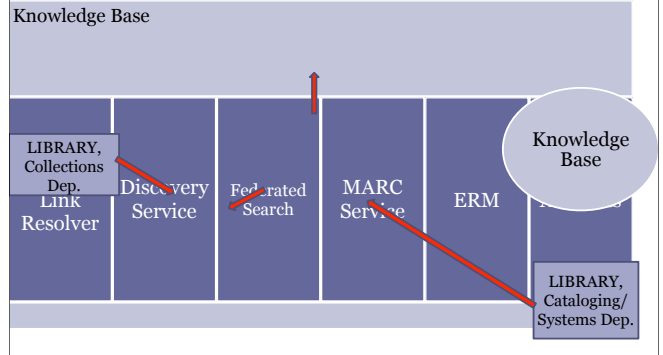 Knowledge Base
LIBRARY,
Collections
Dep.
Link
Resolver
Discovery
Service
Federated
Search
MARC
Service
ERM
Knowledge
Base
LIBRARY,
Cataloging/
Systems Dep.